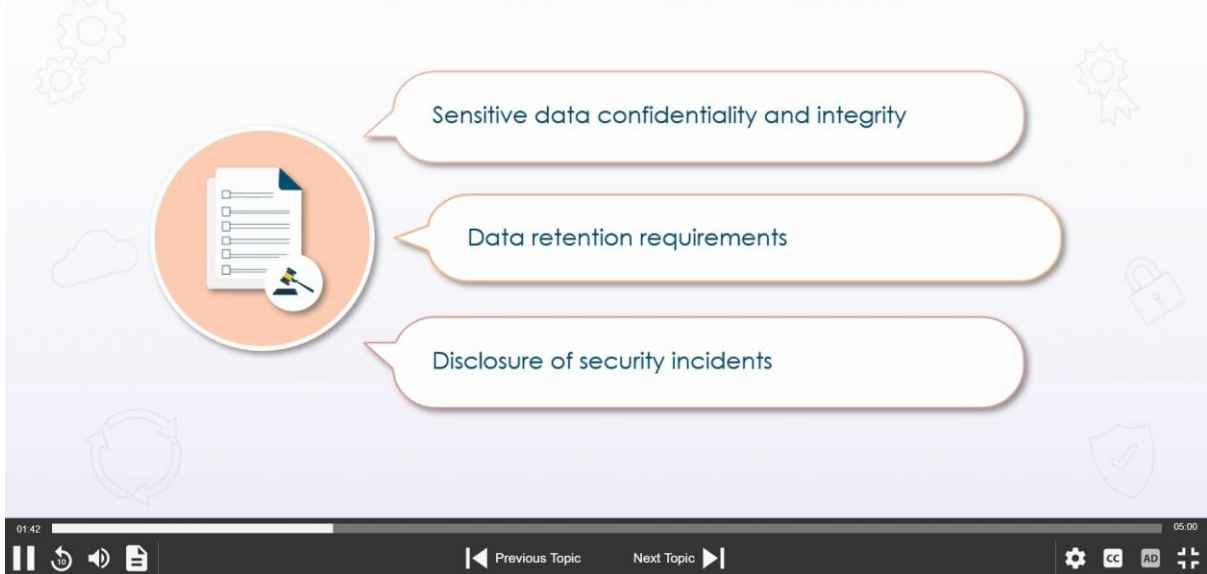 Sensitive data confidentiality and integrity
Data retention requirements
Disclosure of security incidents
01:42
05:00
10
Previous Topic
Next Topic
CC
AD